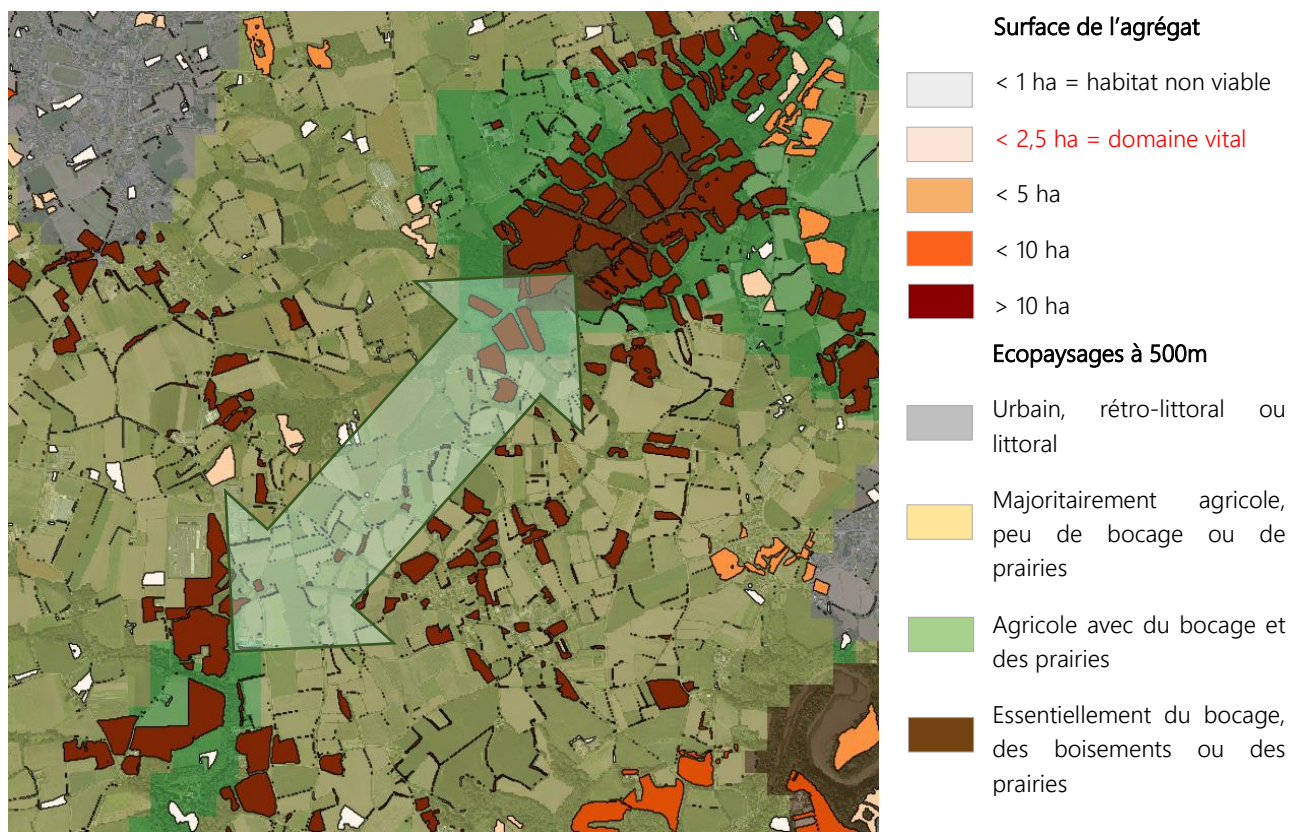 Surface de l’agrégat
< 1 ha = habitat non viable
< 2,5 ha = domaine vital
< 5 ha
< 10 ha
> 10 ha
Ecopaysages à 500m
Urbain, rétro-littoral ou
littoral
Majoritairement agricole,
peu de bocage ou de
prairies
Agricole avec du bocage et
des prairies
Essentiellement du bocage,
des boisements ou des
prairies